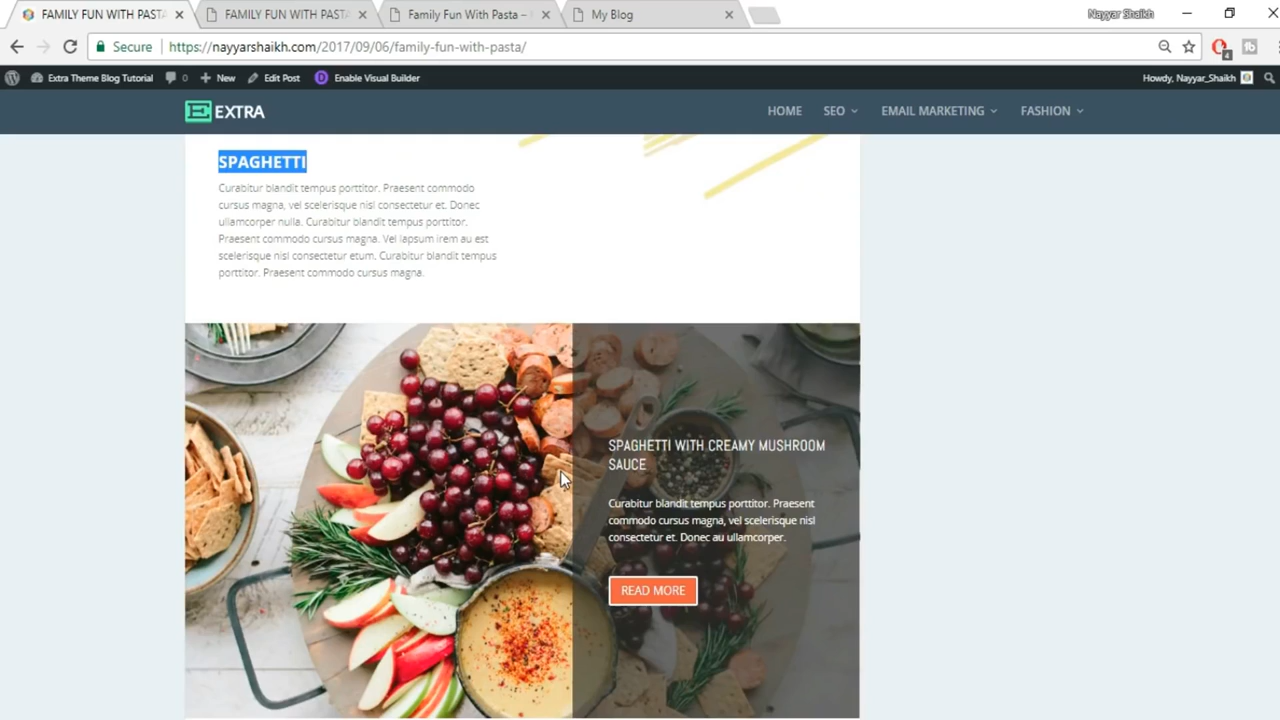 FAMILY FUN WITH PASTA
FAMILY FUN WITH PASTA
Family Fun With Pasta –
My Blog
Nayyar Shaikh
Secure
https://nayyarshaikh.com/2017/09/06/family-fun-with-pasta/
4
Extra Theme Blog Tutorial
0
New
Edit Post
D
Enable Visual Builder
Howdy, Nayyar_Shaikh
E EXTRA
HOME
SEO
EMAIL MARKETING
FASHION
SPAGHETTI
Curabitur blandit tempus porttitor. Praesent commodo
cursus magna, vel scelerisque nisl consectetur et. Donec
ullamcorper nulla. Curabitur blandit tempus porttitor.
Praesent commodo cursus magna. Vel lapsum irem au est
scelerisque nisl consectetur etum. Curabitur blandit tempus
porttitor. Praesent commodo cursus magna.
SPAGHETTI WITH CREAMY MUSHROOM
SAUCE
Curabitur blandit tempus porttitor. Praesent
commodo cursus magna, vel scelerisque nisl
consectetur et. Donec au ullamcorper.
READ MORE